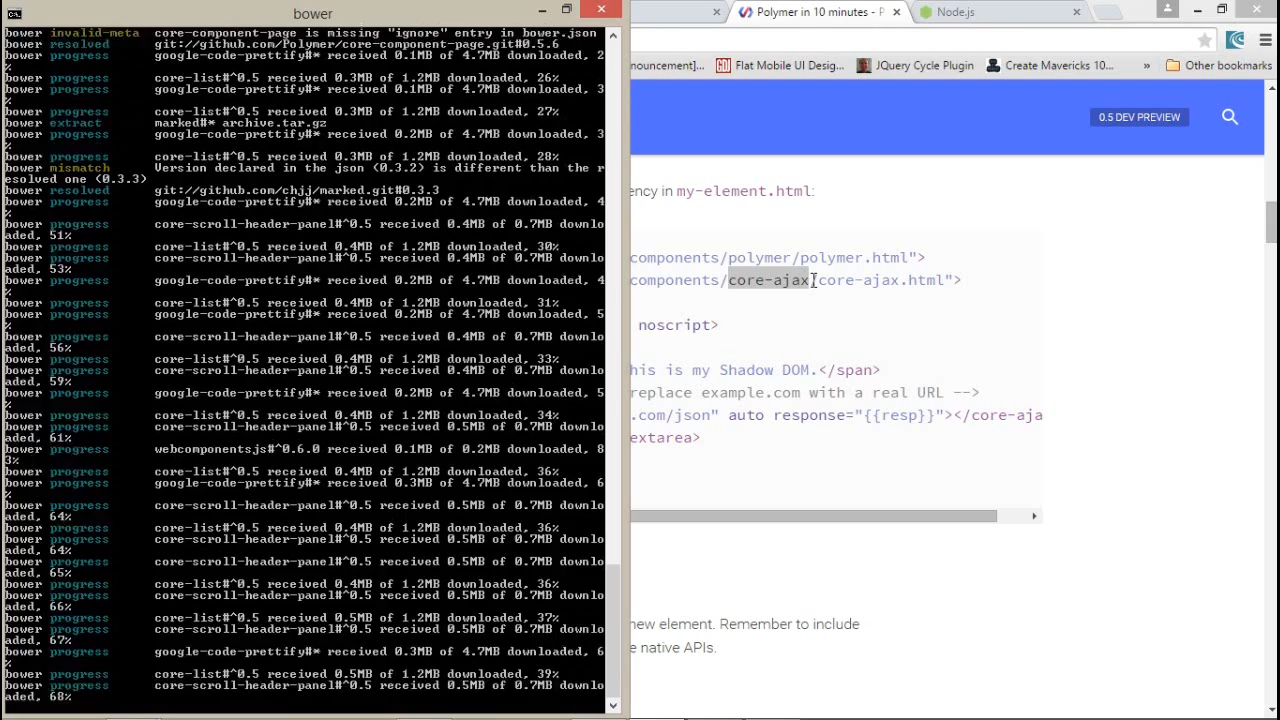 bower
bower invalid-meta core-component-page is missing "ignore" entry in bower.json
bower resolved git://github.com/Polymer/core-component-page.git#0.5.6
bower progress google-code-prettify#* received 0.1MB of 4.7MB downloaded, 2
%
bower progress core-list#^0.5 received 0.3MB of 1.2MB downloaded, 26%
bower progress google-code-prettify#* received 0.1MB of 4.7MB downloaded, 3
%
bower progress core-list#^0.5 received 0.3MB of 1.2MB downloaded, 27%
bower extract marked#* archive.tar.gz
bower progress google-code-prettify#* received 0.2MB of 4.7MB downloaded, 3
%
bower progress core-list#^0.5 received 0.3MB of 1.2MB downloaded, 28%
bower mismatch Version declared in the json (0.3.2) is different than the r
esolved one (0.3.3)
bower resolved git://github.com/chjj/marked.git#0.3.3
bower progress google-code-prettify#* received 0.2MB of 4.7MB downloaded, 4
%
bower progress core-scroll-header-panel#^0.5 received 0.4MB of 0.7MB downlo
aded, 51%
bower progress core-list#^0.5 received 0.4MB of 1.2MB downloaded, 30%
bower progress core-scroll-header-panel#^0.5 received 0.4MB of 0.7MB downlo
aded, 53%
bower progress google-code-prettify#* received 0.2MB of 4.7MB downloaded, 4
%
bower progress core-list#^0.5 received 0.4MB of 1.2MB downloaded, 31%
bower progress google-code-prettify#* received 0.2MB of 4.7MB downloaded, 5
%
bower progress core-scroll-header-panel#^0.5 received 0.4MB of 0.7MB downlo
aded, 56%
bower progress core-list#^0.5 received 0.4MB of 1.2MB downloaded, 33%
bower progress core-scroll-header-panel#^0.5 received 0.4MB of 0.7MB downlo
aded, 59%
bower progress google-code-prettify#* received 0.2MB of 4.7MB downloaded, 5
%
bower progress core-list#^0.5 received 0.4MB of 1.2MB downloaded, 34%
bower progress core-scroll-header-panel#^0.5 received 0.4MB of 0.7MB downlo
aded, 61%
bower progress webcomponentsjs#^0.6.0 received 0.1MB of 0.2MB downloaded, 8
3%
bower progress core-list#^0.5 received 0.4MB of 1.2MB downloaded, 36%
bower progress google-code-prettify#* received 0.3MB of 4.7MB downloaded, 6
%
bower progress core-scroll-header-panel#^0.5 received 0.5MB of 0.7MB downlo
aded, 64%
bower progress core-list#^0.5 received 0.4MB of 1.2MB downloaded, 36%
bower progress core-scroll-header-panel#^0.5 received 0.5MB of 0.7MB downlo
aded, 64%
bower progress core-scroll-header-panel#^0.5 received 0.5MB of 0.7MB downlo
aded, 65%
bower progress core-list#^0.5 received 0.4MB of 1.2MB downloaded, 36%
bower progress core-scroll-header-panel#^0.5 received 0.5MB of 0.7MB downlo
aded, 66%
bower progress core-list#^0.5 received 0.5MB of 1.2MB downloaded, 37%
bower progress core-scroll-header-panel#^0.5 received 0.5MB of 0.7MB downlo
aded, 67%
bower progress google-code-prettify#* received 0.3MB of 4.7MB downloaded, 6
%
bower progress core-list#^0.5 received 0.5MB of 1.2MB downloaded, 39%
bower progress core-scroll-header-panel#^0.5 received 0.5MB of 0.7MB downlo
aded, 68%
Polymer in 10 minutes - P
Node.js
nouncement]...
Flat Mobile UI Desig...
JQuery Cycle Plugin
Create Mavericks 10...
» Other bookmarks
0.5 DEV PREVIEW
ency in my-element.html:
components/polymer/polymer.html">
components/core-ajax/core-ajax.html">
noscript>
his is my Shadow DOM.</span>
replace example.com with a real URL -->
.com/json" auto response="{{resp}}"></core-aja
extarea>
new element. Remember to include
e native APIs.